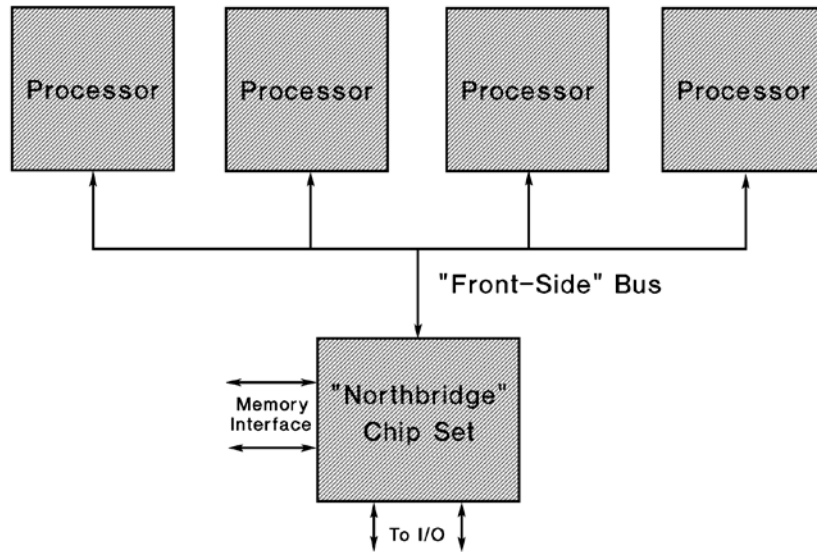 Processor
Processor
Processor
Processor
"Front-Side" Bus
"Northbridge"
Chip Set
Memory
Interface
To I/O